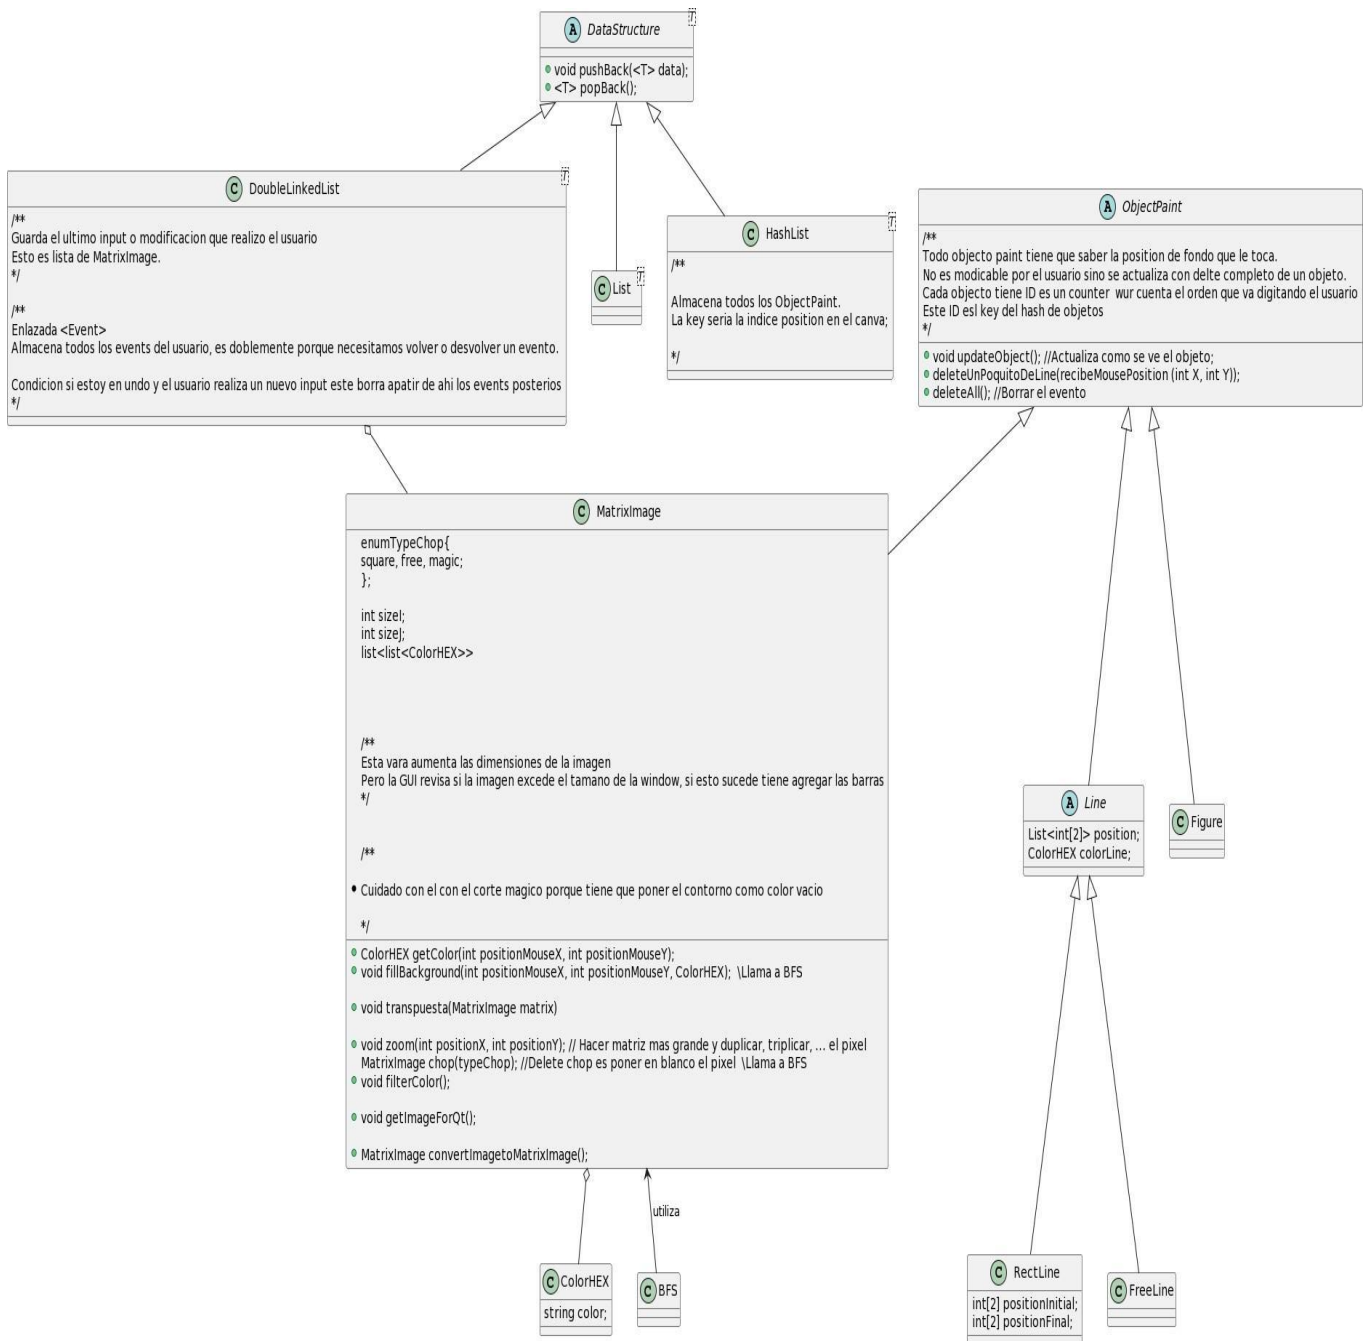 A DataStructure
T
void pushBack(<T> data);
<T> popBack();
C DoubleLinkedList
T
/**
Guarda el ultimo input o modificacion que realizo el usuario
Esto es lista de MatrixImage.
*/
/**
Enlazada <Event>
Almacena todos los events del usuario, es doblemente porque necesitamos volver o desvolver un evento.
Condicion si estoy en undo y el usuario realiza un nuevo input este borra apatir de ahi los events posterios
*/
C List
T
C HashList
T
/**
Almacena todos los ObjectPaint.
La key seria la indice position en el canva;
*/
A ObjectPaint
/**
Todo objecto paint tiene que saber la position de fondo que le toca.
No es modicable por el usuario sino se actualiza con delte completo de un objeto.
Cada objecto tiene ID es un counter wur cuenta el orden que va digitando el usuario
Este ID esl key del hash de objetos
*/
void updateObject(); //Actualiza como se ve el objeto;
deleteUnPoquitoDeLine(recibeMousePosition (int X, int Y));
deleteAll(); //Borrar el evento
C MatrixImage
enumTypeChop{
square, free, magic;
};
int sizeI;
int sizeJ;
list<list<ColorHEX>>
/**
Esta vara aumenta las dimensiones de la imagen
Pero la GUI revisa si la imagen excede el tamano de la window, si esto sucede tiene agregar las barras
*/
/**
• Cuidado con el con el corte magico porque tiene que poner el contorno como color vacio
*/
ColorHEX getColor(int positionMouseX, int positionMouseY);
void fillBackground(int positionMouseX, int positionMouseY, ColorHEX); \Llama a BFS
void transpuesta(MatrixImage matrix)
void zoom(int positionX, int positionY); // Hacer matriz mas grande y duplicar, triplicar, ... el pixel
MatrixImage chop(typeChop); //Delete chop es poner en blanco el pixel \Llama a BFS
void filterColor();
void getImageForQt();
MatrixImage convertImagetoMatrixImage();
A Line
List<int[2]> position;
ColorHEX colorLine;
C Figure
utiliza
C ColorHEX
string color;
C BFS
C RectLine
int[2] positionInitial;
int[2] positionFinal;
C FreeLine